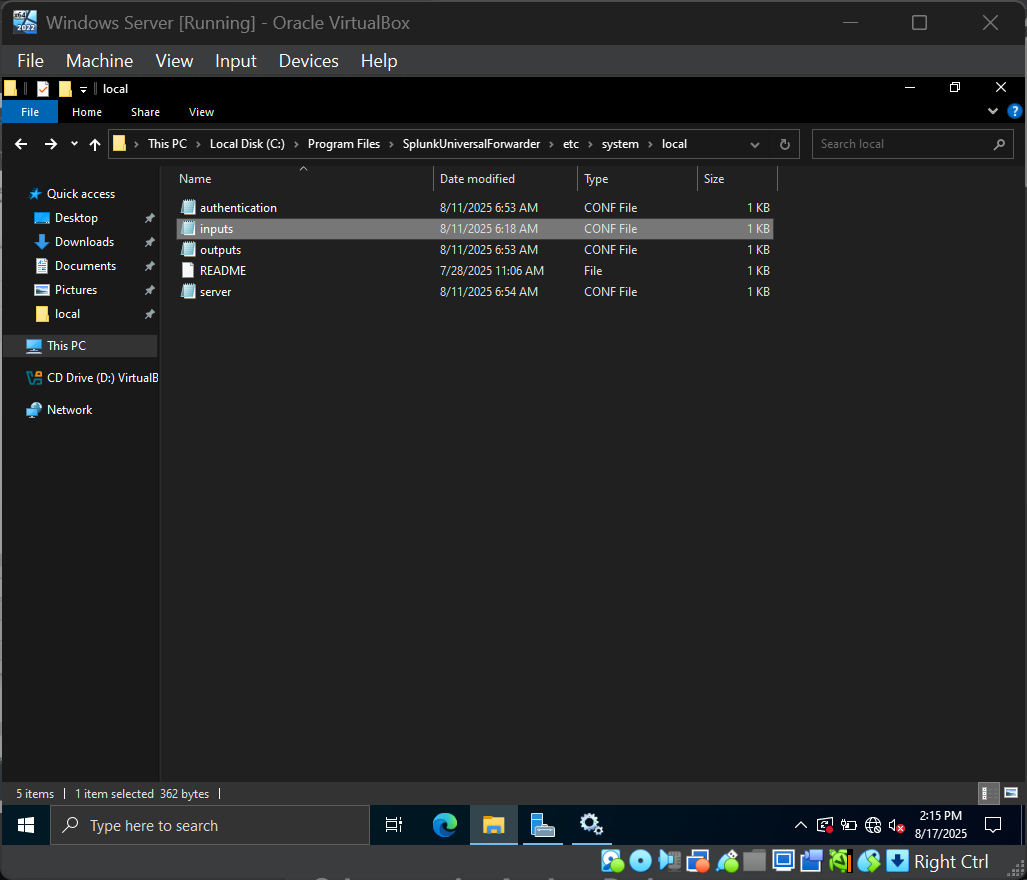 Windows Server [Running] - Oracle VirtualBox
File Machine View Input Devices Help
local
File Home Share View
This PC Local Disk (C:) Program Files SplunkUniversalForwarder etc system local
Search local
Name Date modified Type Size
Quick access
Desktop
Downloads
Documents
Pictures
local
This PC
CD Drive (D:) VirtualB
Network
authentication 8/11/2025 6:53 AM CONF File 1 KB
inputs 8/11/2025 6:18 AM CONF File 1 KB
outputs 8/11/2025 6:53 AM CONF File 1 KB
README 7/28/2025 11:06 AM File 1 KB
server 8/11/2025 6:54 AM CONF File 1 KB
5 items 1 item selected 362 bytes
Type here to search
2:15 PM
8/17/2025
Right Ctrl